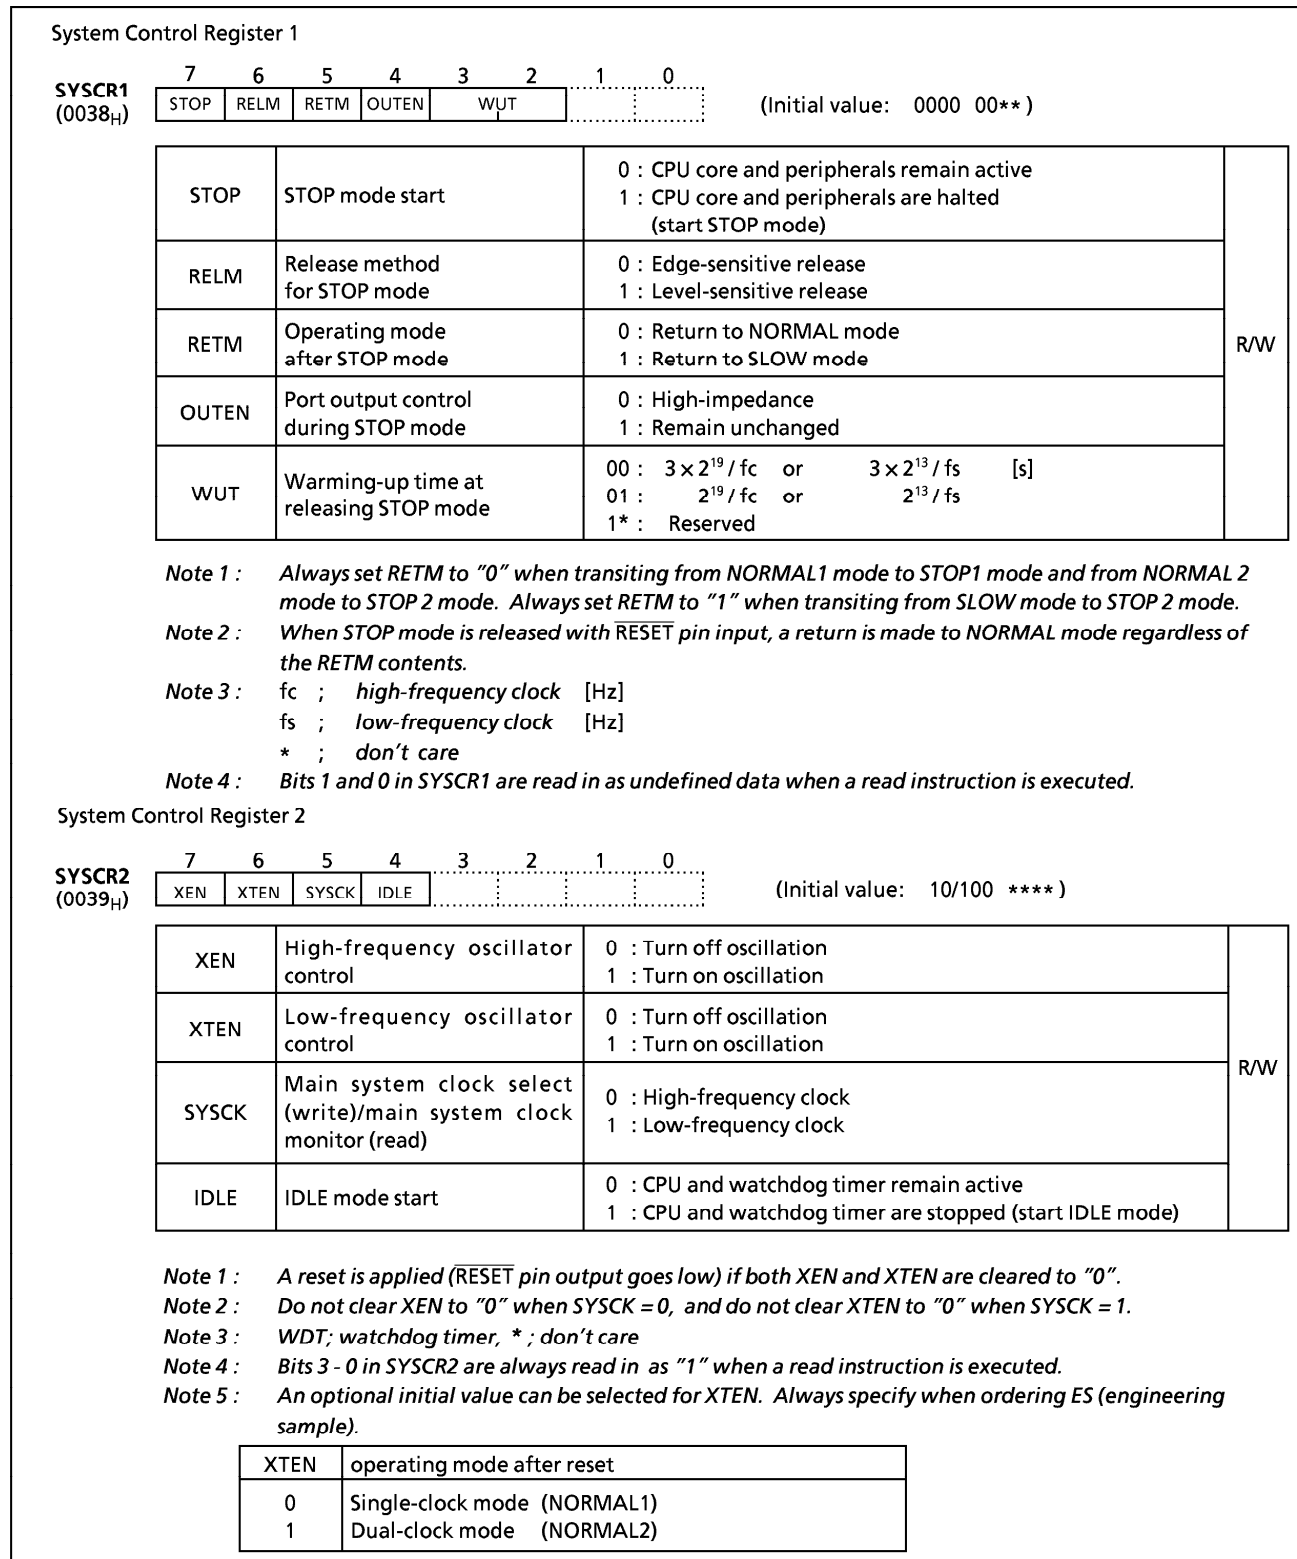 System Control Register 1
7 6 5 4 3 2 1 0
SYSCR1 (0038H) STOP RELM RETM OUTEN WUT (Initial value: 0000 00**)
STOP STOP mode start 0 : CPU core and peripherals remain active
1 : CPU core and peripherals are halted
(start STOP mode)
RELM Release method for STOP mode 0 : Edge-sensitive release
1 : Level-sensitive release
RETM Operating mode after STOP mode 0 : Return to NORMAL mode
1 : Return to SLOW mode
R/W
OUTEN Port output control during STOP mode 0 : High-impedance
1 : Remain unchanged
WUT Warming-up time at releasing STOP mode 00 : 3 × 2¹⁹ / fc or 3 × 2¹³ / fs [s]
01 : 2¹⁹ / fc or 2¹³ / fs
1* : Reserved
Note 1 : Always set RETM to "0" when transiting from NORMAL1 mode to STOP1 mode and from NORMAL 2
mode to STOP 2 mode. Always set RETM to "1" when transiting from SLOW mode to STOP 2 mode.
Note 2 : When STOP mode is released with RESET pin input, a return is made to NORMAL mode regardless of
the RETM contents.
Note 3 : fc ; high-frequency clock [Hz]
fs ; low-frequency clock [Hz]
* ; don't care
Note 4 : Bits 1 and 0 in SYSCR1 are read in as undefined data when a read instruction is executed.
System Control Register 2
7 6 5 4 3 2 1 0
SYSCR2 (0039H) XEN XTEN SYSCK IDLE (Initial value: 10/100 ****)
XEN High-frequency oscillator control 0 : Turn off oscillation
1 : Turn on oscillation
XTEN Low-frequency oscillator control 0 : Turn off oscillation
1 : Turn on oscillation
R/W
SYSCK Main system clock select (write)/main system clock monitor (read) 0 : High-frequency clock
1 : Low-frequency clock
IDLE IDLE mode start 0 : CPU and watchdog timer remain active
1 : CPU and watchdog timer are stopped (start IDLE mode)
Note 1 : A reset is applied (RESET pin output goes low) if both XEN and XTEN are cleared to "0".
Note 2 : Do not clear XEN to "0" when SYSCK = 0, and do not clear XTEN to "0" when SYSCK = 1.
Note 3 : WDT; watchdog timer, * ; don't care
Note 4 : Bits 3 - 0 in SYSCR2 are always read in as "1" when a read instruction is executed.
Note 5 : An optional initial value can be selected for XTEN. Always specify when ordering ES (engineering
sample).
XTEN operating mode after reset
0 Single-clock mode (NORMAL1)
1 Dual-clock mode (NORMAL2)